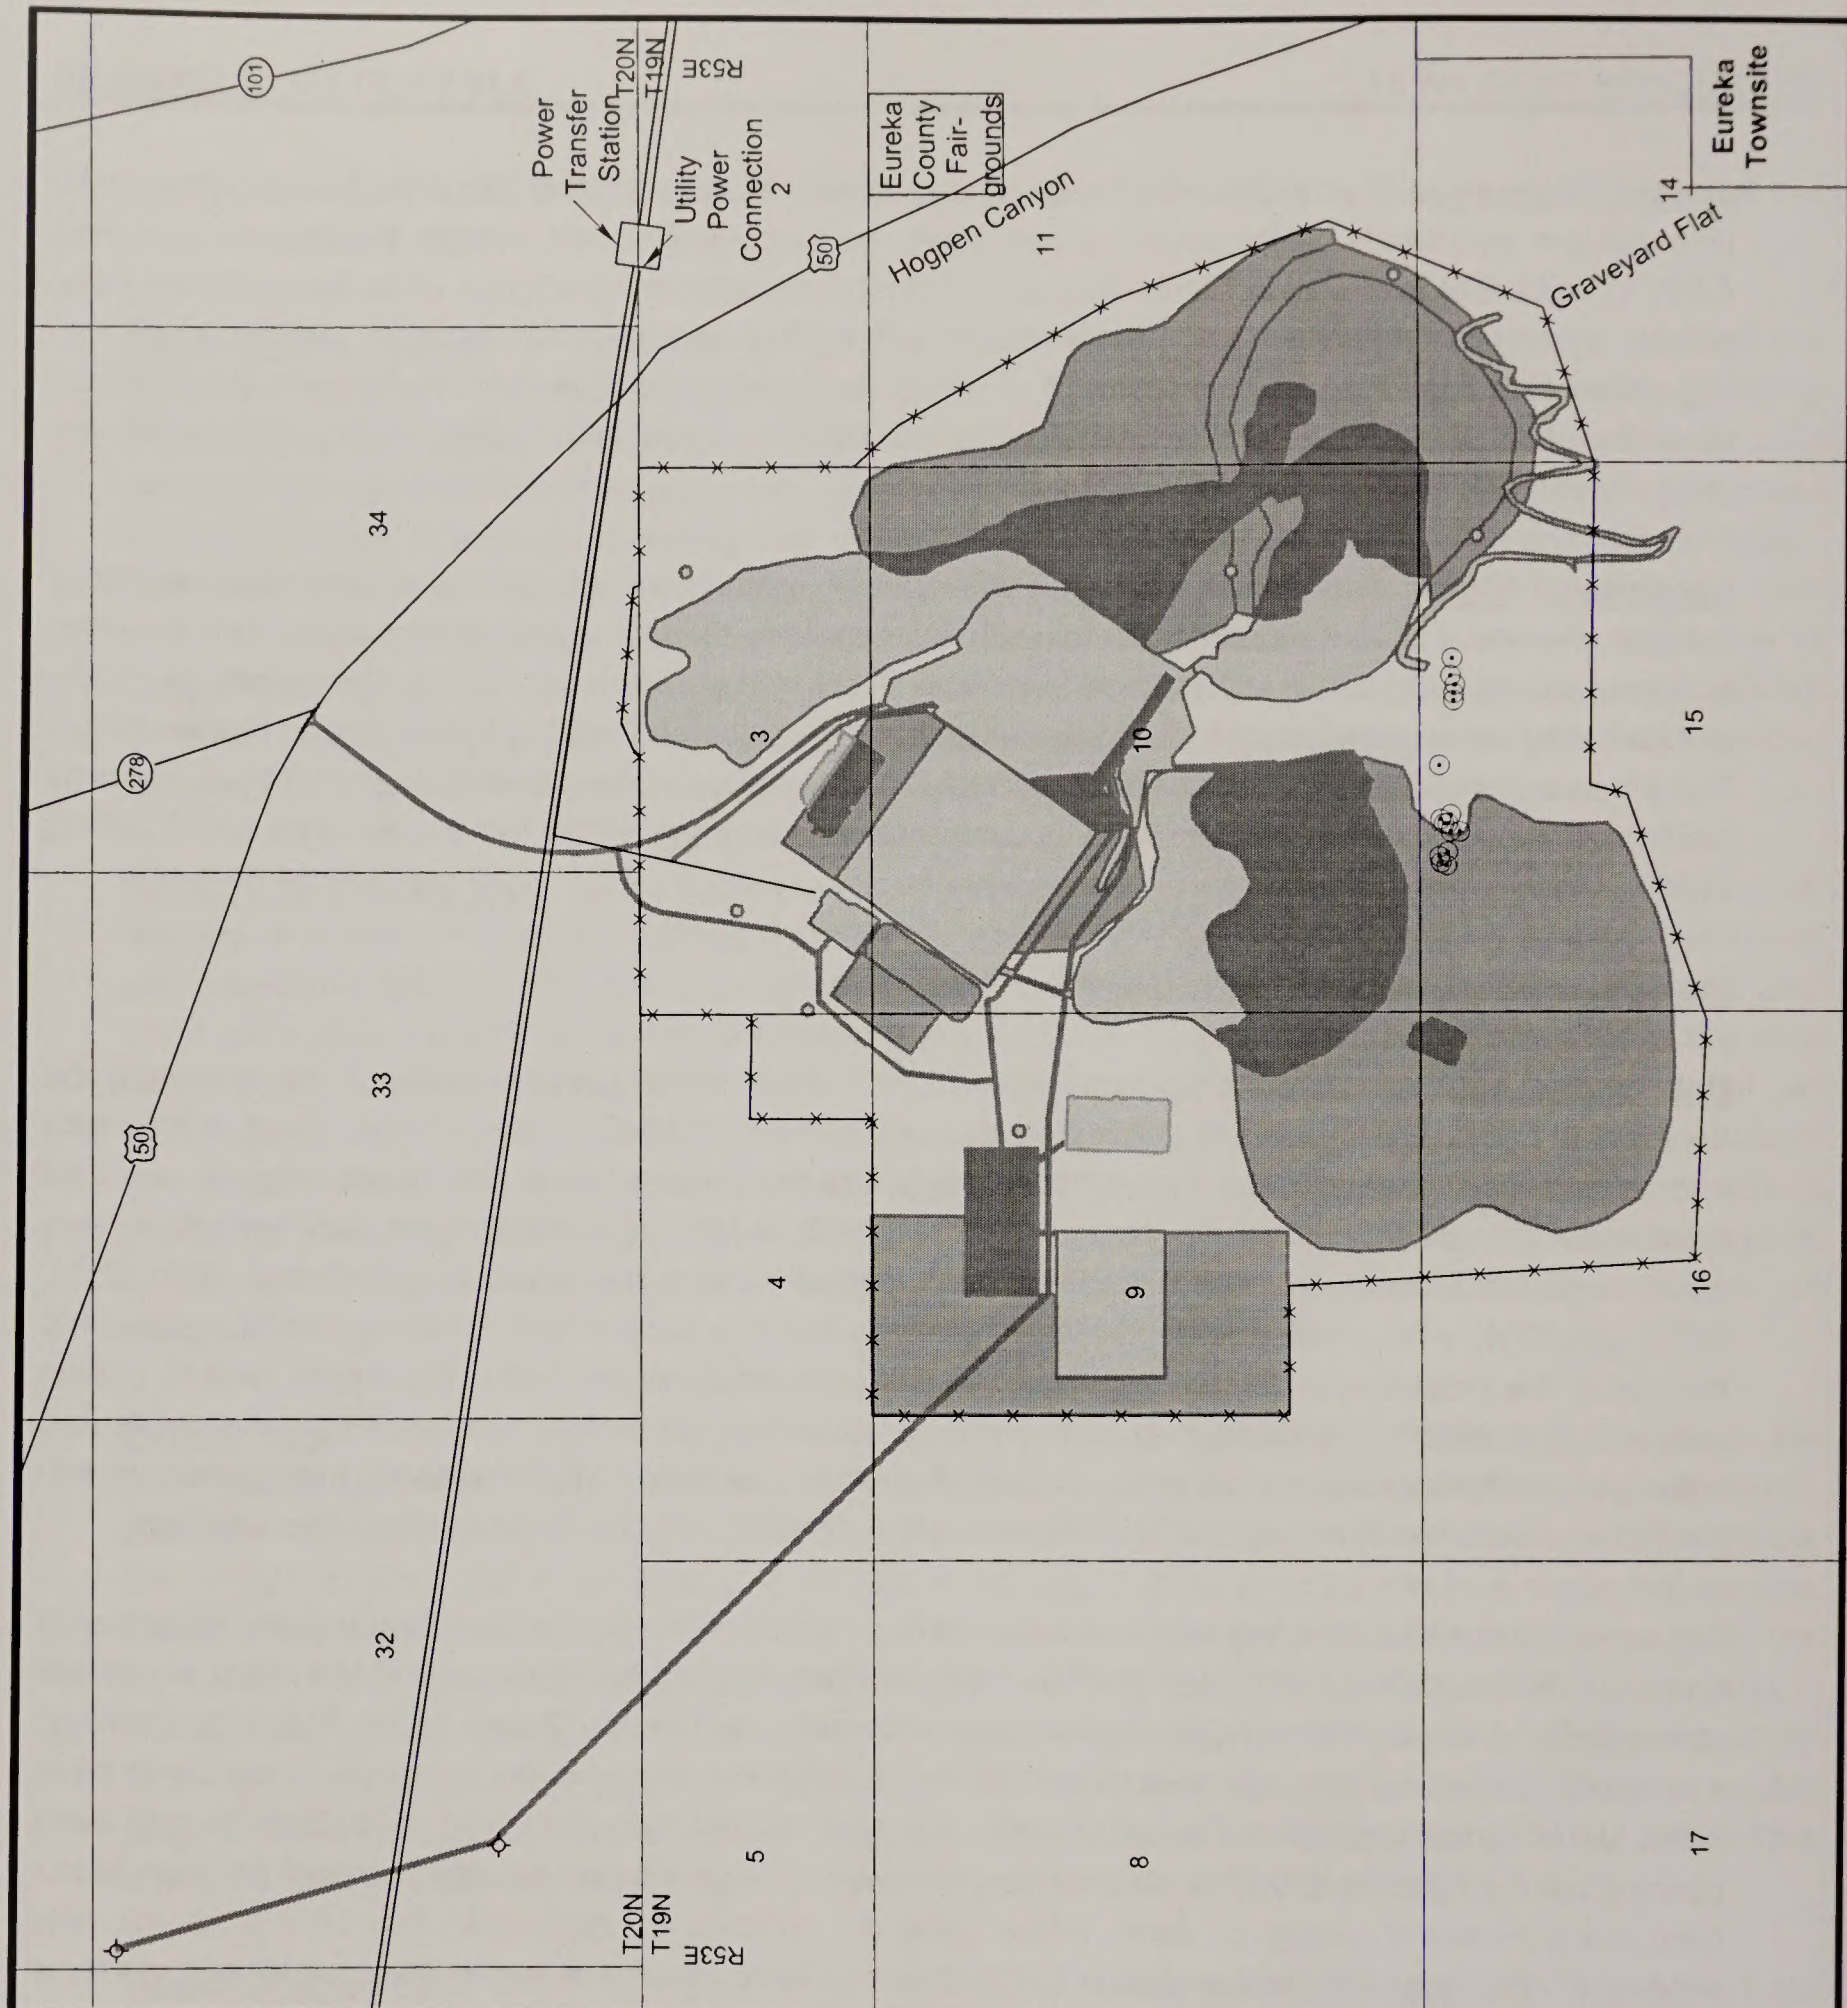 101
Power
Transfer
Station
T20N
T19N
R53E
Utility
Power
Connection
2
Eureka
County
Fair-
grounds
50
Hogpen Canyon
11
14
Eureka
Townsite
Graveyard Flat
34
278
3
10
15
33
50
4
9
16
32
5
8
17
T20N
T19N
R53E